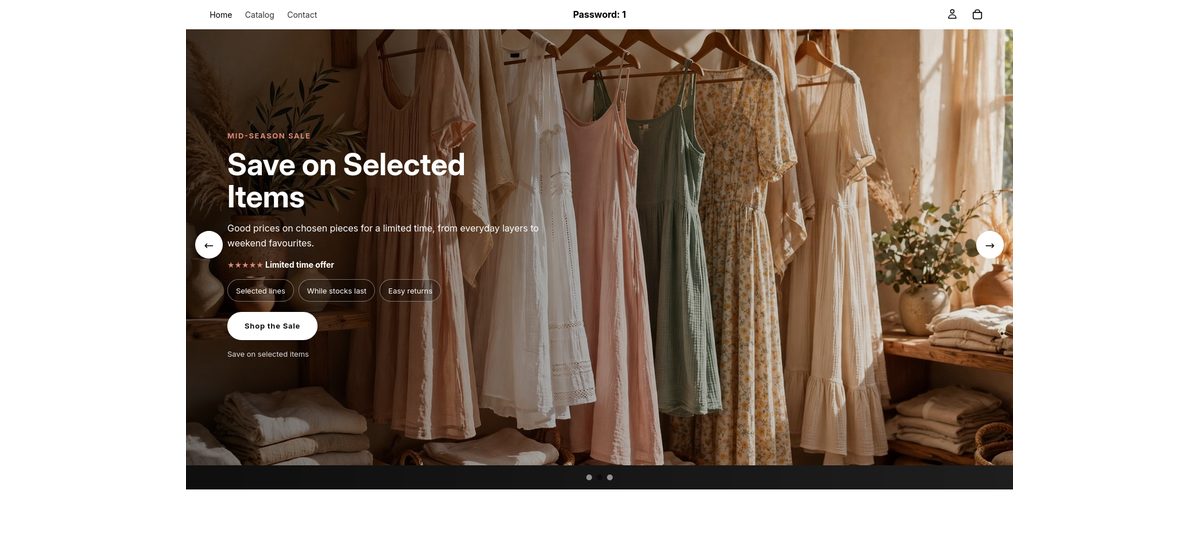 Home Catalog Contact
Password: 1
MID-SEASON SALE
Save on Selected
Items
Good prices on chosen pieces for a limited time, from everyday layers to
weekend favourites.
★★★★★ Limited time offer
Selected lines While stocks last Easy returns
Shop the Sale
Save on selected items